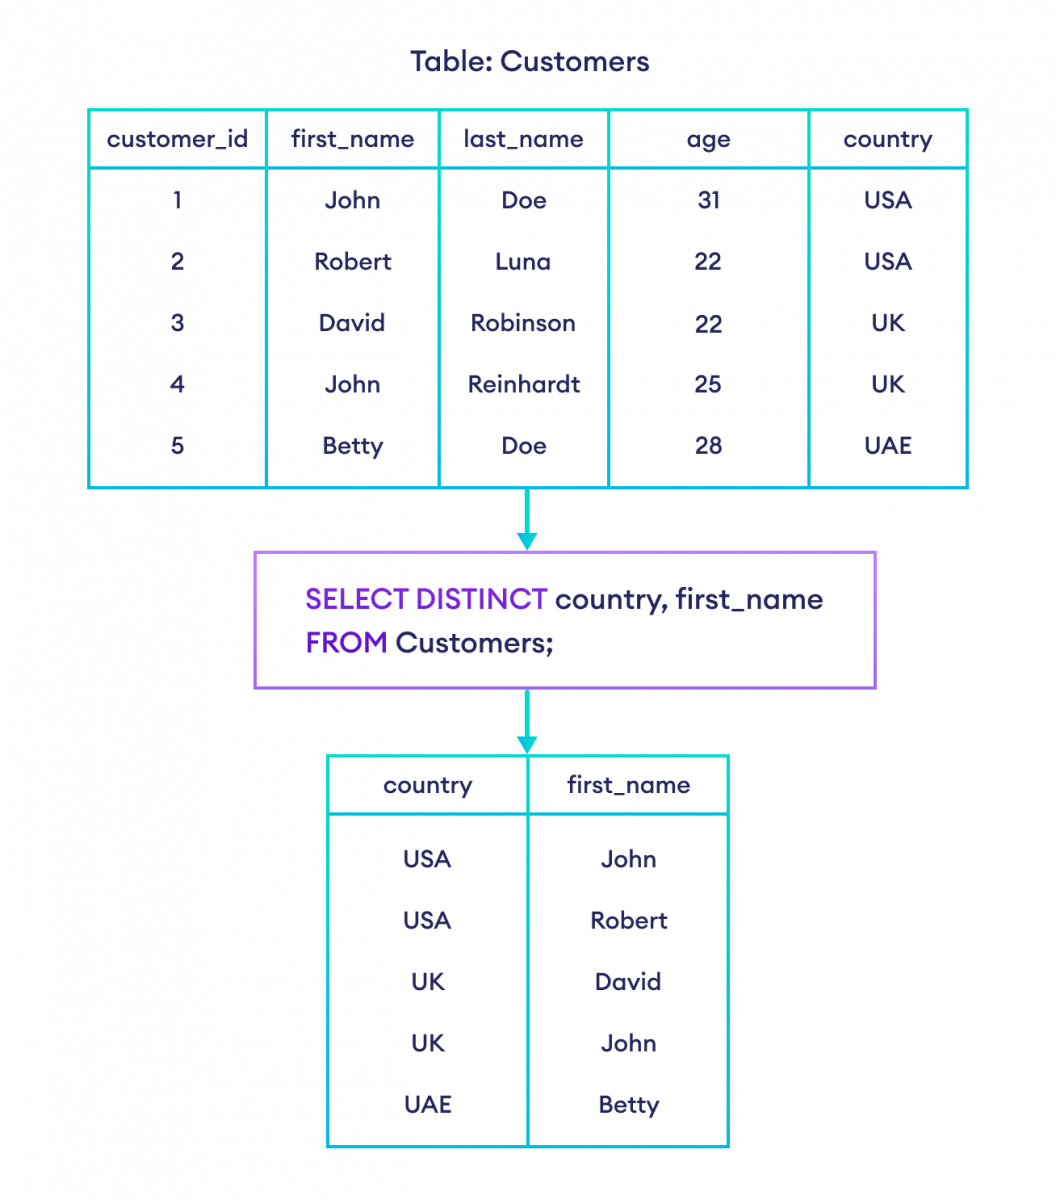 Table: Customers
customer_id first_name last_name age country
1 John Doe 31 USA
2 Robert Luna 22 USA
3 David Robinson 22 UK
4 John Reinhardt 25 UK
5 Betty Doe 28 UAE
SELECT DISTINCT country, first_name
FROM Customers;
country first_name
USA John
USA Robert
UK David
UK John
UAE Betty